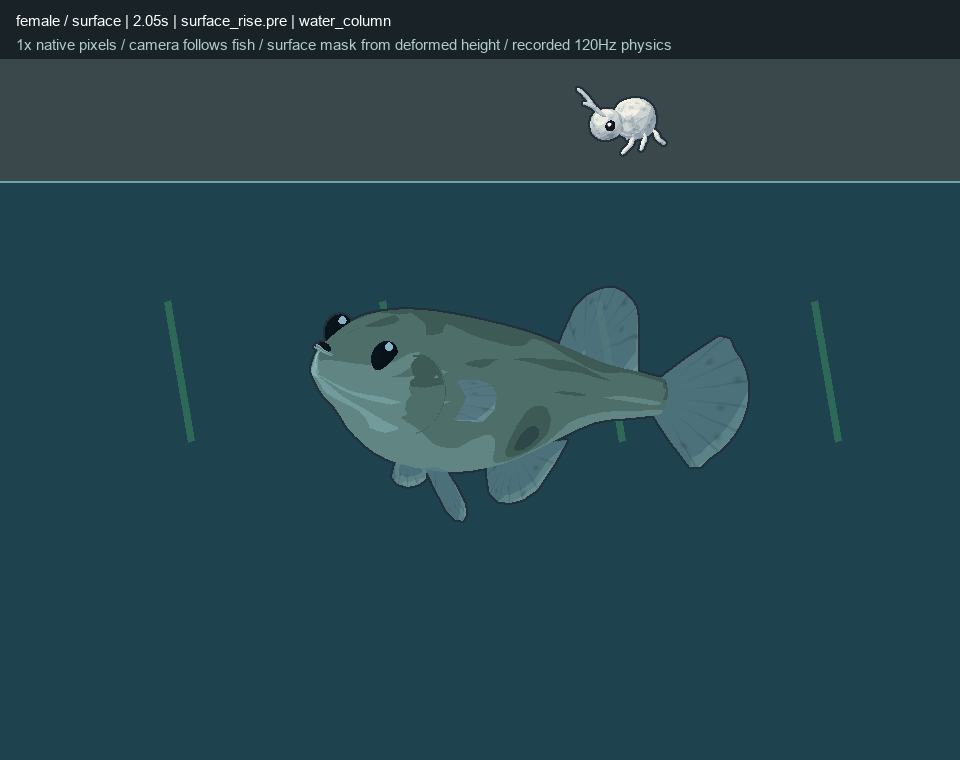 female / surface | 2.05s | surface_rise.pre | water_column
1x native pixels / camera follows fish / surface mask from deformed height / recorded 120Hz physics